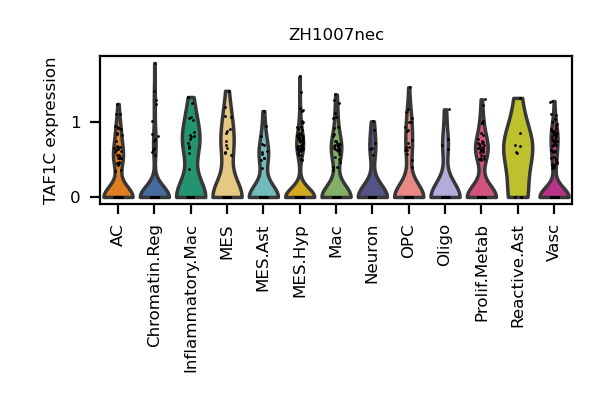 ZH1007nec
TAF1C expression
1
0
AC
Chromatin.Reg
Inflammatory.Mac
MES
MES.Ast
MES.Hyp
Mac
Neuron
OPC
Oligo
Prolif.Metab
Reactive.Ast
Vasc